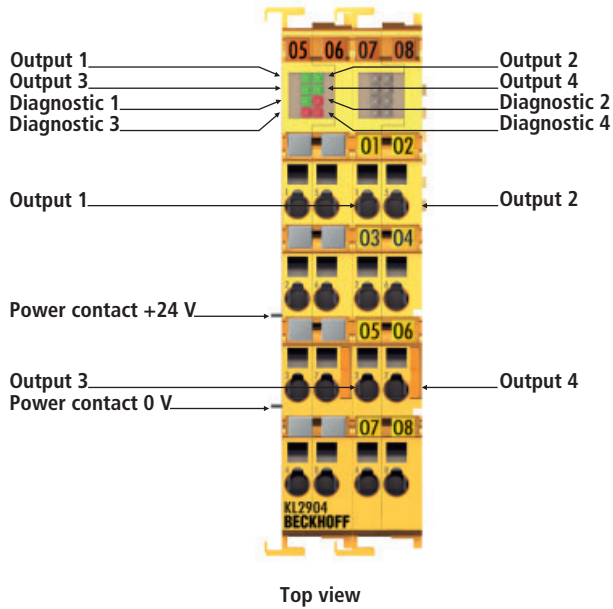 05 06 07 08
Output 1
Output 2
Output 3
Output 4
Diagnostic 1
Diagnostic 2
Diagnostic 3
Diagnostic 4
01 02
Output 1
Output 2
03 04
Power contact +24 V
05 06
Output 3
Output 4
Power contact 0 V
07 08
KL2904
BECKHOFF
Top view